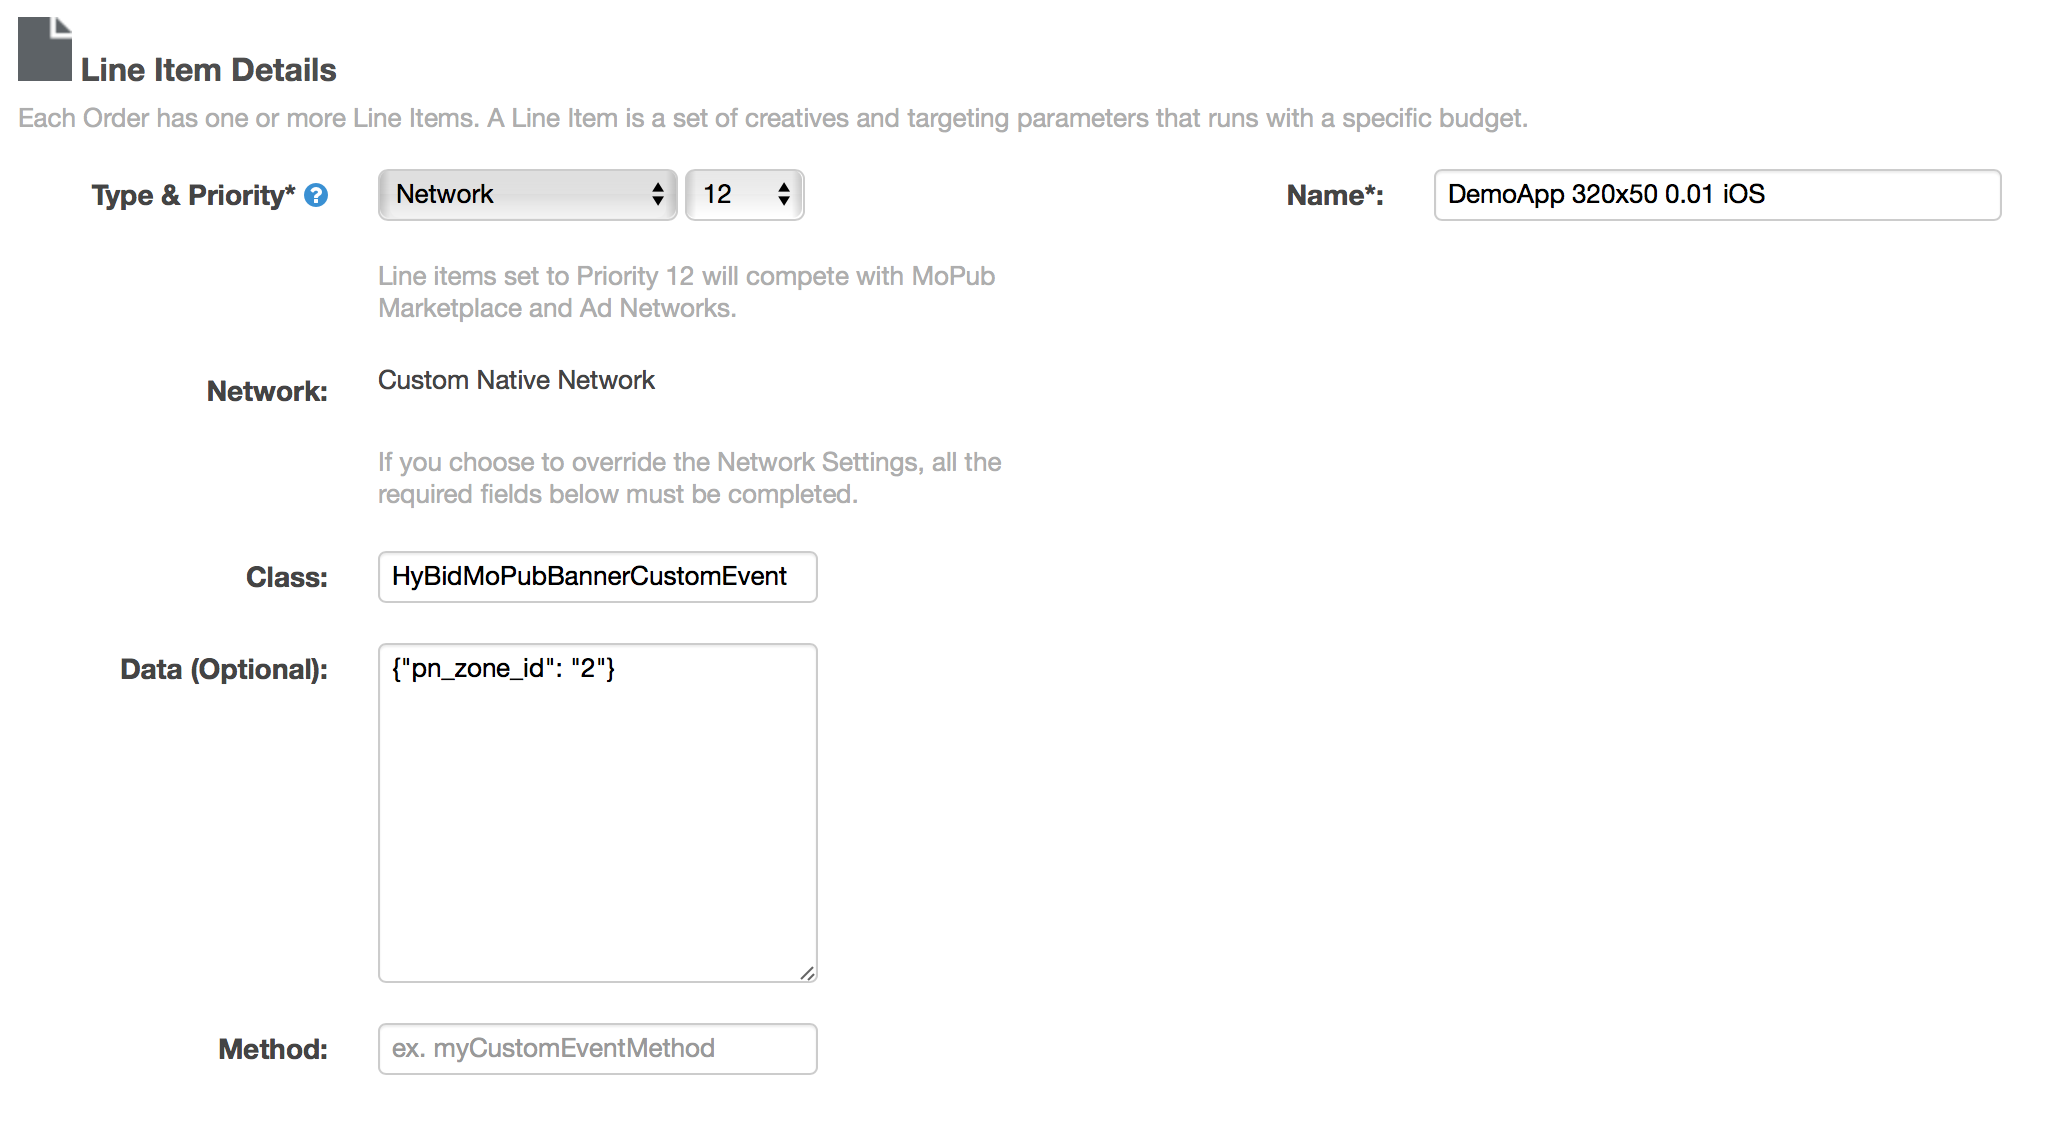 Line Item Details
Each Order has one or more Line Items. A Line Item is a set of creatives and targeting parameters that runs with a specific budget.
Type & Priority* ? Network 12 Name*: DemoApp 320x50 0.01 iOS
Line items set to Priority 12 will compete with MoPub
Marketplace and Ad Networks.
Network: Custom Native Network
If you choose to override the Network Settings, all the
required fields below must be completed.
Class: HyBidMoPubBannerCustomEvent
Data (Optional): {"pn_zone_id": "2"}
Method: ex. myCustomEventMethod